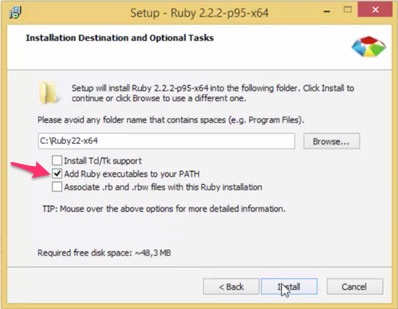 Setup - Ruby 2.2.2-p95-x64
Installation Destination and Optional Tasks
Setup will install Ruby 2.2.2-p95-x64 into the following folder. Click Install to
continue or click Browse to use a different one.
Please avoid any folder name that contains spaces (e.g. Program Files).
C:\Ruby22-x64
Browse...
Install Td/Tk support
Add Ruby executables to your PATH
Associate .rb and .rbw files with this Ruby installation
TIP: Mouse over the above options for more detailed information.
Required free disk space: ~48,3 MB
< Back
Install
Cancel